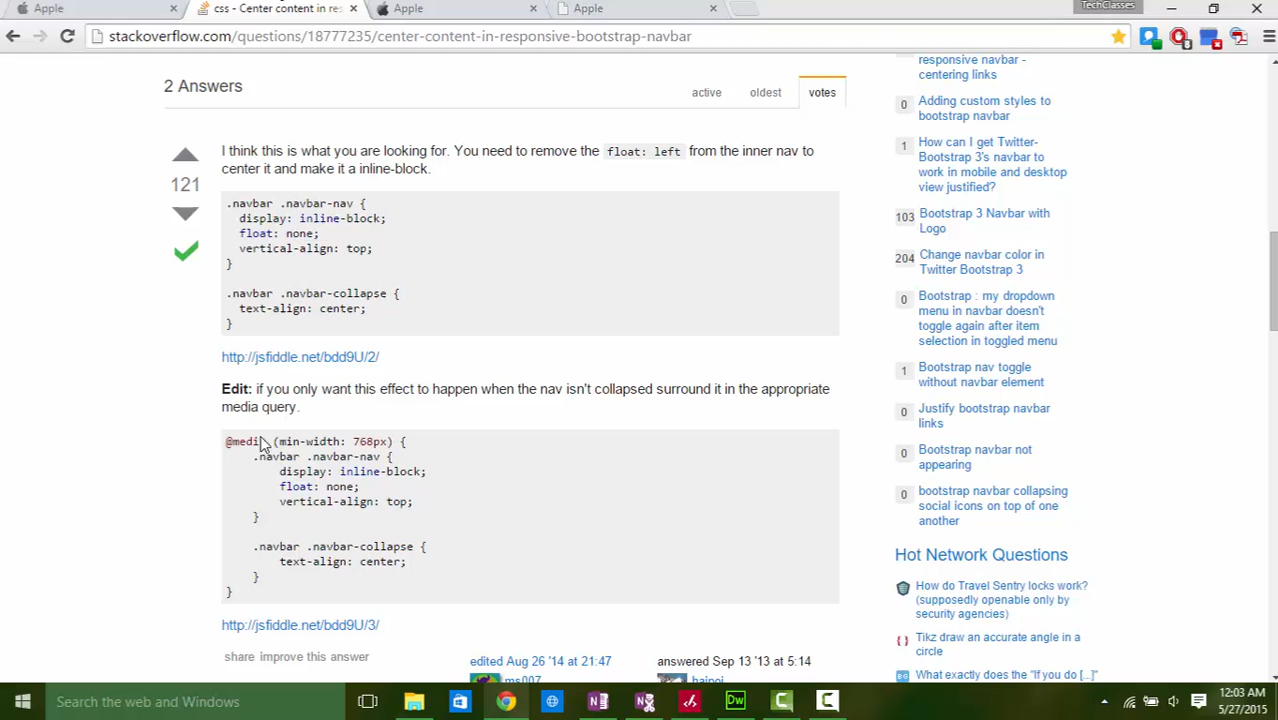 Apple
css - Center content in res
Apple
Apple
TechClasses
stackoverflow.com/questions/18777235/center-content-in-responsive-bootstrap-navbar
2 Answers
active
oldest
votes
121
I think this is what you are looking for. You need to remove the float: left from the inner nav to
center it and make it a inline-block.
.navbar .navbar-nav {
display: inline-block;
float: none;
vertical-align: top;
}
.navbar .navbar-collapse {
text-align: center;
}
http://jsfiddle.net/bdd9U/2/
Edit: if you only want this effect to happen when the nav isn't collapsed surround it in the appropriate
media query.
@medi (min-width: 768px) {
.navbar .navbar-nav {
display: inline-block;
float: none;
vertical-align: top;
}
.navbar .navbar-collapse {
text-align: center;
}
}
http://jsfiddle.net/bdd9U/3/
share improve this answer
edited Aug 26 '14 at 21:47
ms007
answered Sep 13 '13 at 5:14
responsive navbar -
centering links
0 Adding custom styles to
bootstrap navbar
1 How can I get Twitter-
Bootstrap 3's navbar to
work in mobile and desktop
view justified?
103 Bootstrap 3 Navbar with
Logo
204 Change navbar color in
Twitter Bootstrap 3
0 Bootstrap : my dropdown
menu in navbar doesn't
toggle again after item
selection in toggled menu
1 Bootstrap nav toggle
without navbar element
0 Justify bootstrap navbar
links
0 Bootstrap navbar not
appearing
0 bootstrap navbar collapsing
social icons on top of one
another
Hot Network Questions
How do Travel Sentry locks work?
(supposedly openable only by
security agencies)
Tikz draw an accurate angle in a
circle
What exactly does the "If you do [...]"
Search the web and Windows
Dw
12:03 AM
5/27/2015